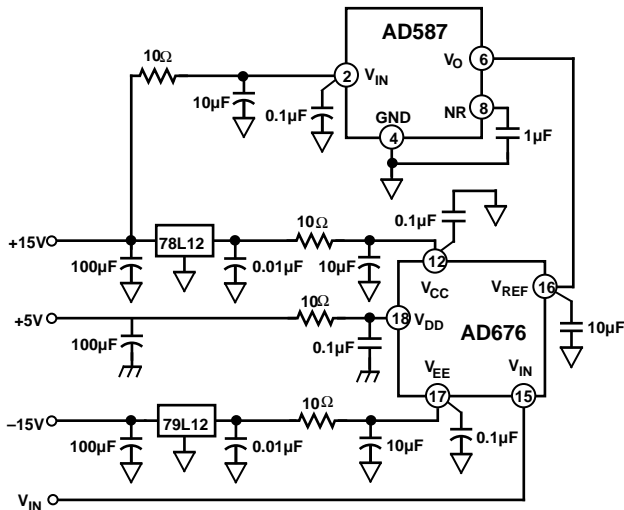 AD587
10Ω
2
V_IN
V_O
6
10µF
0.1µF
NR
8
GND
4
1µF
+15V
78L12
10Ω
0.1µF
100µF
0.01µF
10µF
12
V_CC
V_REF
16
+5V
10Ω
18
V_DD
AD676
10µF
100µF
0.1µF
V_EE
V_IN
17
15
–15V
79L12
10Ω
100µF
0.01µF
10µF
0.1µF
V_IN